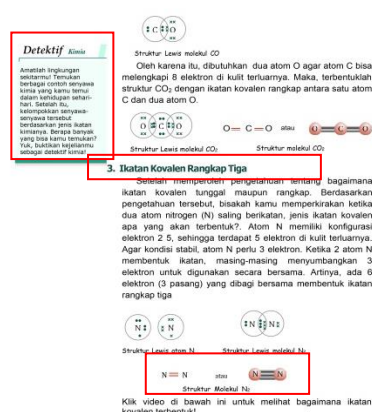 Struktur Lewis molekul CO
Detektif Kimia
Amatilah lingkungan
sekitarmu! Temukan
berbagai contoh senyawa
kimia yang kamu temui
dalam kehidupan sehari-
hari. Setelah itu,
kelompokkan senyawa-
senyawa tersebut
berdasarkan jenis ikatan
kimianya. Berapa banyak
yang bisa kamu temukan?
Yuk, buktikan kejelianmu
sebagai detektif kimia!
Oleh karena itu, dibutuhkan dua atom O agar atom C bisa
melengkapi 8 elektron di kulit terluarnya. Maka, terbentuklah
struktur CO₂ dengan ikatan kovalen rangkap antara satu atom
C dan dua atom O.
O C O
O = C = O atau O = C = O
Struktur Lewis molekul CO₂ Struktur molekul CO₂
3. Ikatan Kovalen Rangkap Tiga
Setelah memperoleh pengetahuan tentang bagaimana
ikatan kovalen tunggal maupun rangkap. Berdasarkan
pengetahuan tersebut, bisakah kamu memperkirakan ketika
dua atom nitrogen (N) saling berikatan, jenis ikatan kovalen
apa yang akan terbentuk?. Atom N memiliki konfigurasi
elektron 2 5, sehingga terdapat 5 elektron di kulit terluarnya.
Agar kondisi stabil, atom N perlu 3 elektron. Ketika 2 atom N
membentuk ikatan, masing-masing menyumbangkan 3
elektron untuk digunakan secara bersama. Artinya, ada 6
elektron (3 pasang) yang dibagi bersama membentuk ikatan
rangkap tiga
N N N N
Struktur Lewis atom N Struktur Lewis molekul N₂
N ≡ N atau N ≡ N
Struktur Molekul N₂
Klik video di bawah ini untuk melihat bagaimana ikatan
kovalen terbentuk!